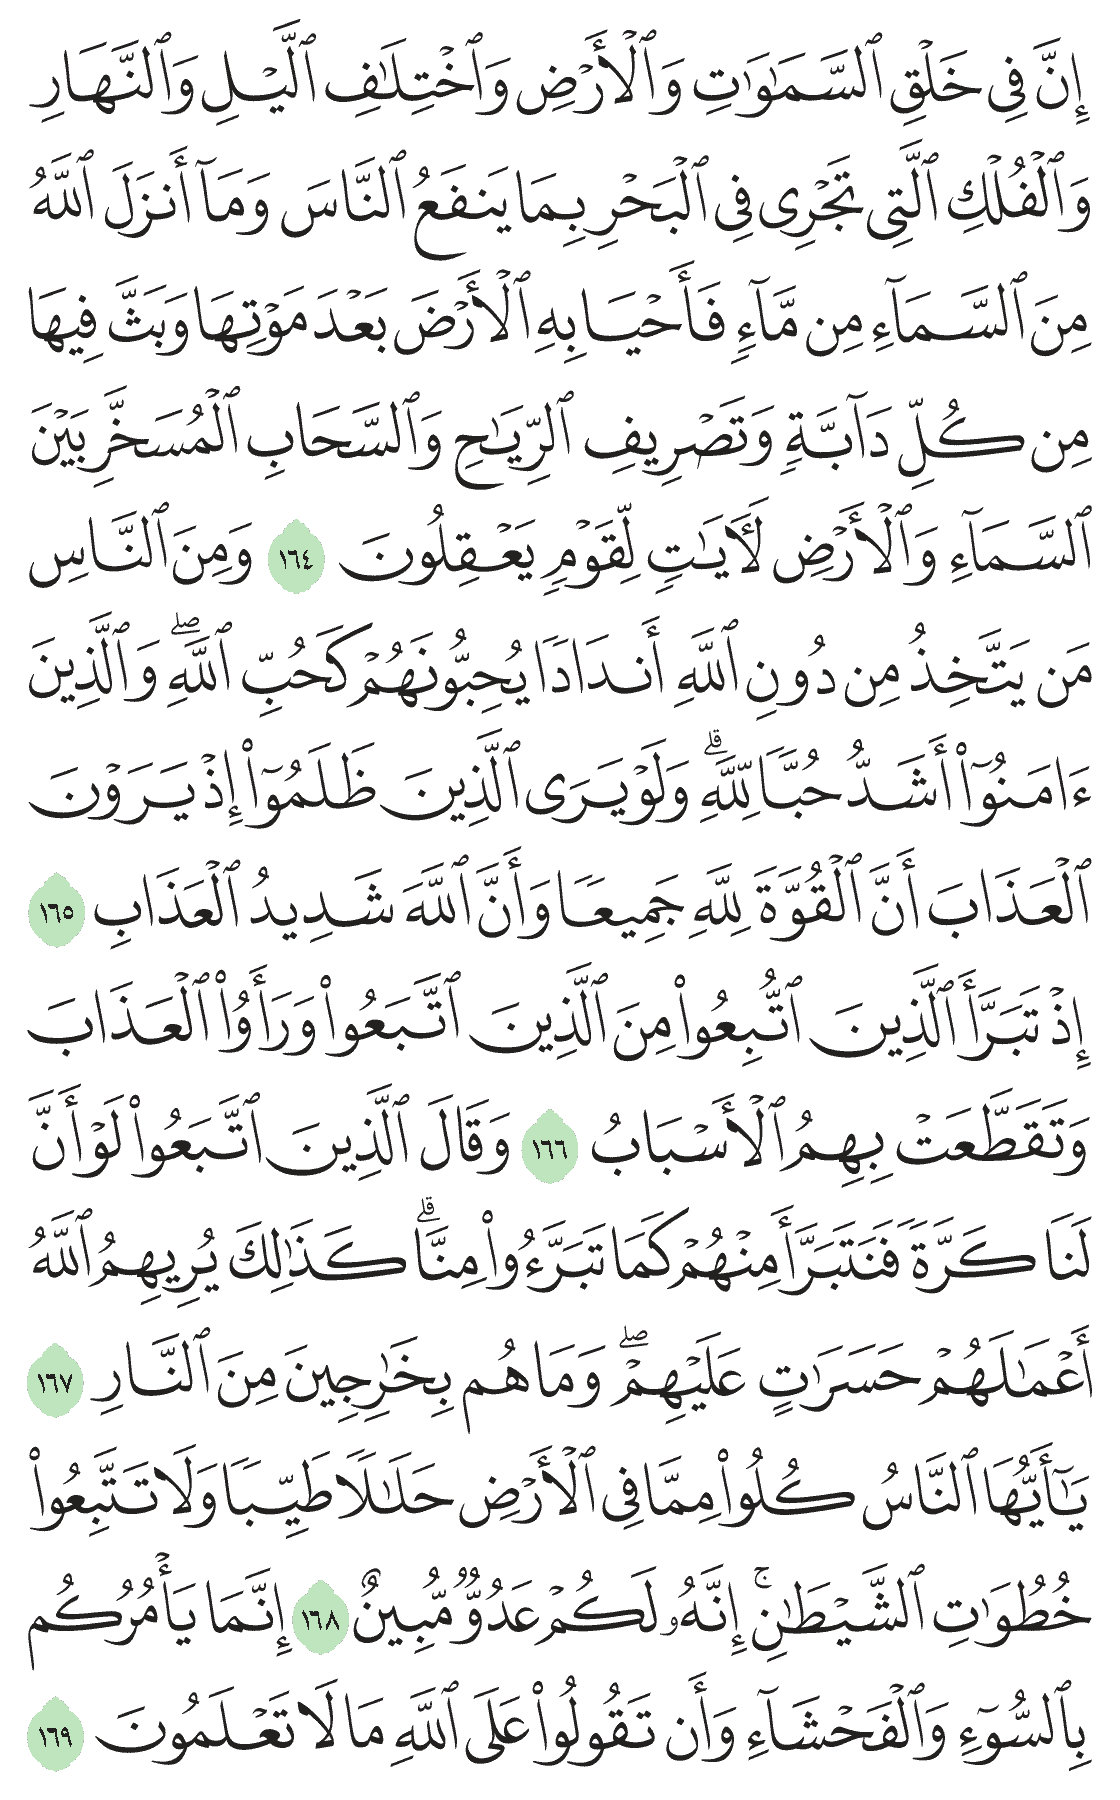 إِنَّ فِى خَلۡقِ ٱلسَّمَٰوَٰتِ وَٱلۡأَرۡضِ وَٱخۡتِلَٰفِ ٱلَّيۡلِ وَٱلنَّهَارِ
وَٱلۡفُلۡكِ ٱلَّتِى تَجۡرِى فِى ٱلۡبَحۡرِ بِمَا يَنفَعُ ٱلنَّاسَ وَمَآ أَنزَلَ ٱللَّهُ
مِنَ ٱلسَّمَآءِ مِن مَّآءٖ فَأَحۡيَا بِهِ ٱلۡأَرۡضَ بَعۡدَ مَوۡتِهَا وَبَثَّ فِيهَا
مِن كُلِّ دَآبَّةٖ وَتَصۡرِيفِ ٱلرِّيَٰحِ وَٱلسَّحَابِ ٱلۡمُسَخَّرِ بَيۡنَ
ٱلسَّمَآءِ وَٱلۡأَرۡضِ لَأٓيَٰتٖ لِّقَوۡمٖ يَعۡقِلُونَ ١٦٤ وَمِنَ ٱلنَّاسِ
مَن يَتَّخِذُ مِن دُونِ ٱللَّهِ أَندَادٗا يُحِبُّونَهُمۡ كَحُبِّ ٱللَّهِۖ وَٱلَّذِينَ
ءَامَنُوٓاْ أَشَدُّ حُبّٗا لِّلَّهِۗ وَلَوۡ يَرَى ٱلَّذِينَ ظَلَمُوٓاْ إِذۡ يَرَوۡنَ
ٱلۡعَذَابَ أَنَّ ٱلۡقُوَّةَ لِلَّهِ جَمِيعٗا وَأَنَّ ٱللَّهَ شَدِيدُ ٱلۡعَذَابِ ١٦٥
إِذۡ تَبَرَّأَ ٱلَّذِينَ ٱتُّبِعُواْ مِنَ ٱلَّذِينَ ٱتَّبَعُواْ وَرَأَوُاْ ٱلۡعَذَابَ
وَتَقَطَّعَتۡ بِهِمُ ٱلۡأَسۡبَابُ ١٦٦ وَقَالَ ٱلَّذِينَ ٱتَّبَعُواْ لَوۡ أَنَّ
لَنَا كَرَّةٗ فَنَتَبَرَّأَ مِنۡهُمۡ كَمَا تَبَرَّءُواْ مِنَّاۗ كَذَٰلِكَ يُرِيهِمُ ٱللَّهُ
أَعۡمَٰلَهُمۡ حَسَرَٰتٍ عَلَيۡهِمۡۖ وَمَا هُم بِخَٰرِجِينَ مِنَ ٱلنَّارِ ١٦٧
يَٰٓأَيُّهَا ٱلنَّاسُ كُلُواْ مِمَّا فِى ٱلۡأَرۡضِ حَلَٰلٗا طَيِّبٗا وَلَا تَتَّبِعُواْ
خُطُوَٰتِ ٱلشَّيۡطَٰنِۚ إِنَّهُۥ لَكُمۡ عَدُوّٞ مُّبِينٌ ١٦٨ إِنَّمَا يَأۡمُرُكُم
بِٱلسُّوٓءِ وَٱلۡفَحۡشَآءِ وَأَن تَقُولُواْ عَلَى ٱللَّهِ مَا لَا تَعۡلَمُونَ ١٦٩